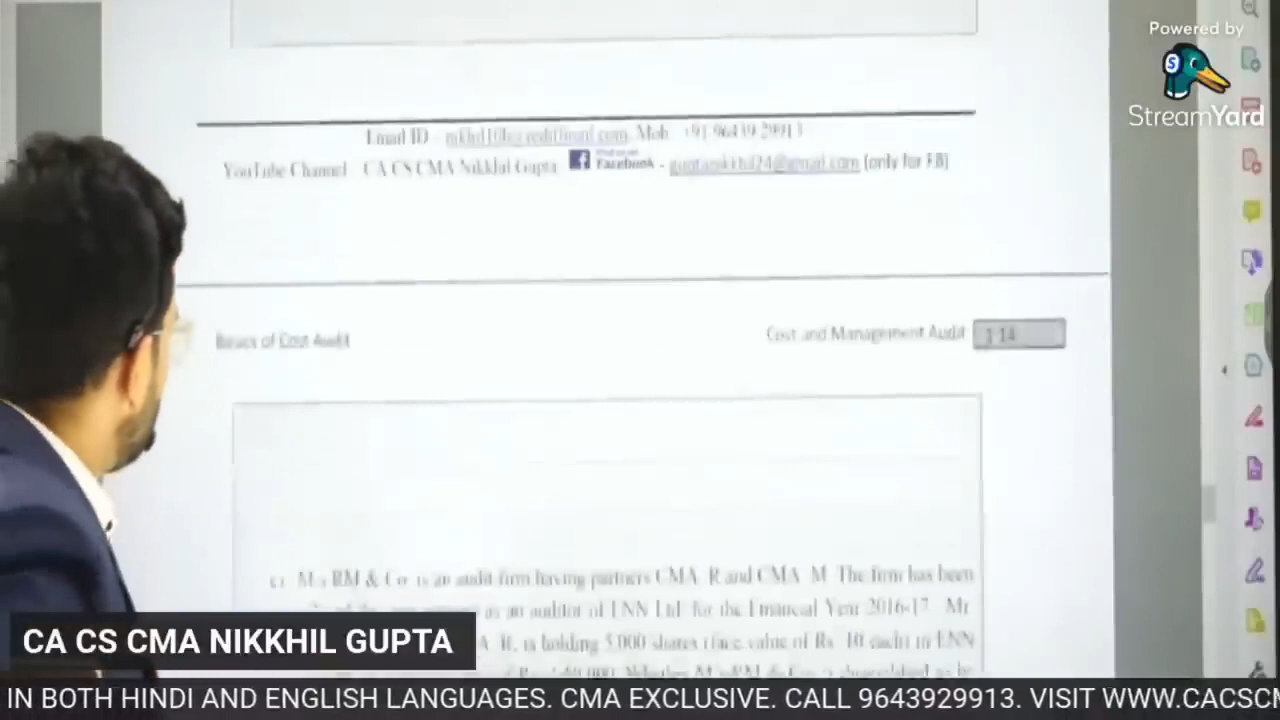 Powered by
StreamYard
Email ID - Mob - +91 96439 29913
YouTube Channel CA CS CMA Nikkhil Gupta Facebook - (only for FB)
Basics of Cost Audit
Cost and Management Audit 1 14
M/s RM & Co is an audit firm having partners CMA R and CMA M The firm has been
as an auditor of ENN Ltd for the Financial Year 2016-17 Mr
R, is holding 5,000 shares (face value of Rs 10 each) in ENN
CA CS CMA NIKKHIL GUPTA
IN BOTH HINDI AND ENGLISH LANGUAGES. CMA EXCLUSIVE. CALL 9643929913. VISIT WWW.CACSCM